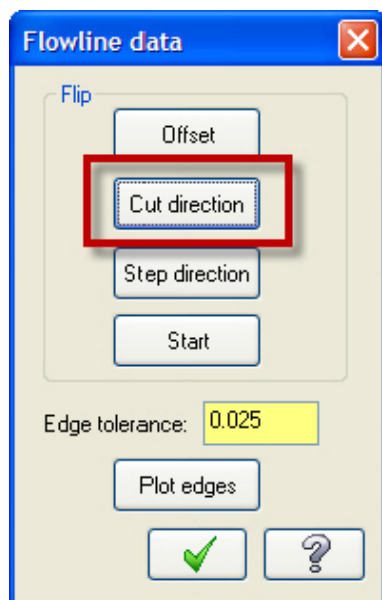 Flowline data
Flip
Offset
Cut direction
Step direction
Start
Edge tolerance: 0.025
Plot edges